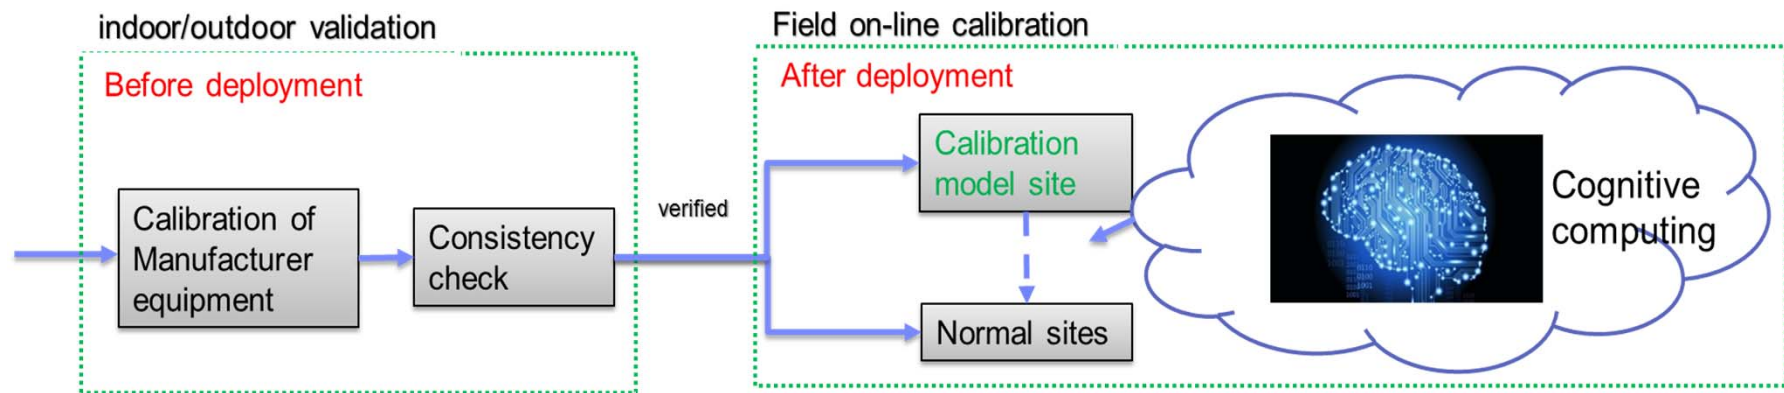 indoor/outdoor validation
Before deployment
Calibration of
Manufacturer
equipment
Consistency
check
verified
Field on-line calibration
After deployment
Calibration
model site
Normal sites
Cognitive
computing